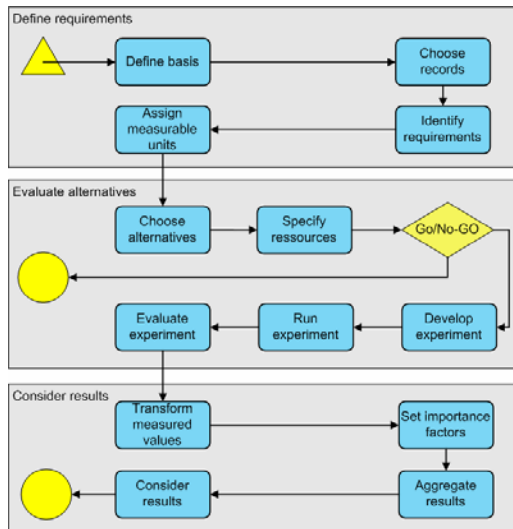 Define requirements
Define basis
Choose
records
Assign
measurable
units
Identify
requirements
Evaluate alternatives
Choose
alternatives
Specify
ressources
Go/No-GO
Evaluate
experiment
Run
experiment
Develop
experiment
Consider results
Transform
measured
values
Set importance
factors
Consider
results
Aggregate
results